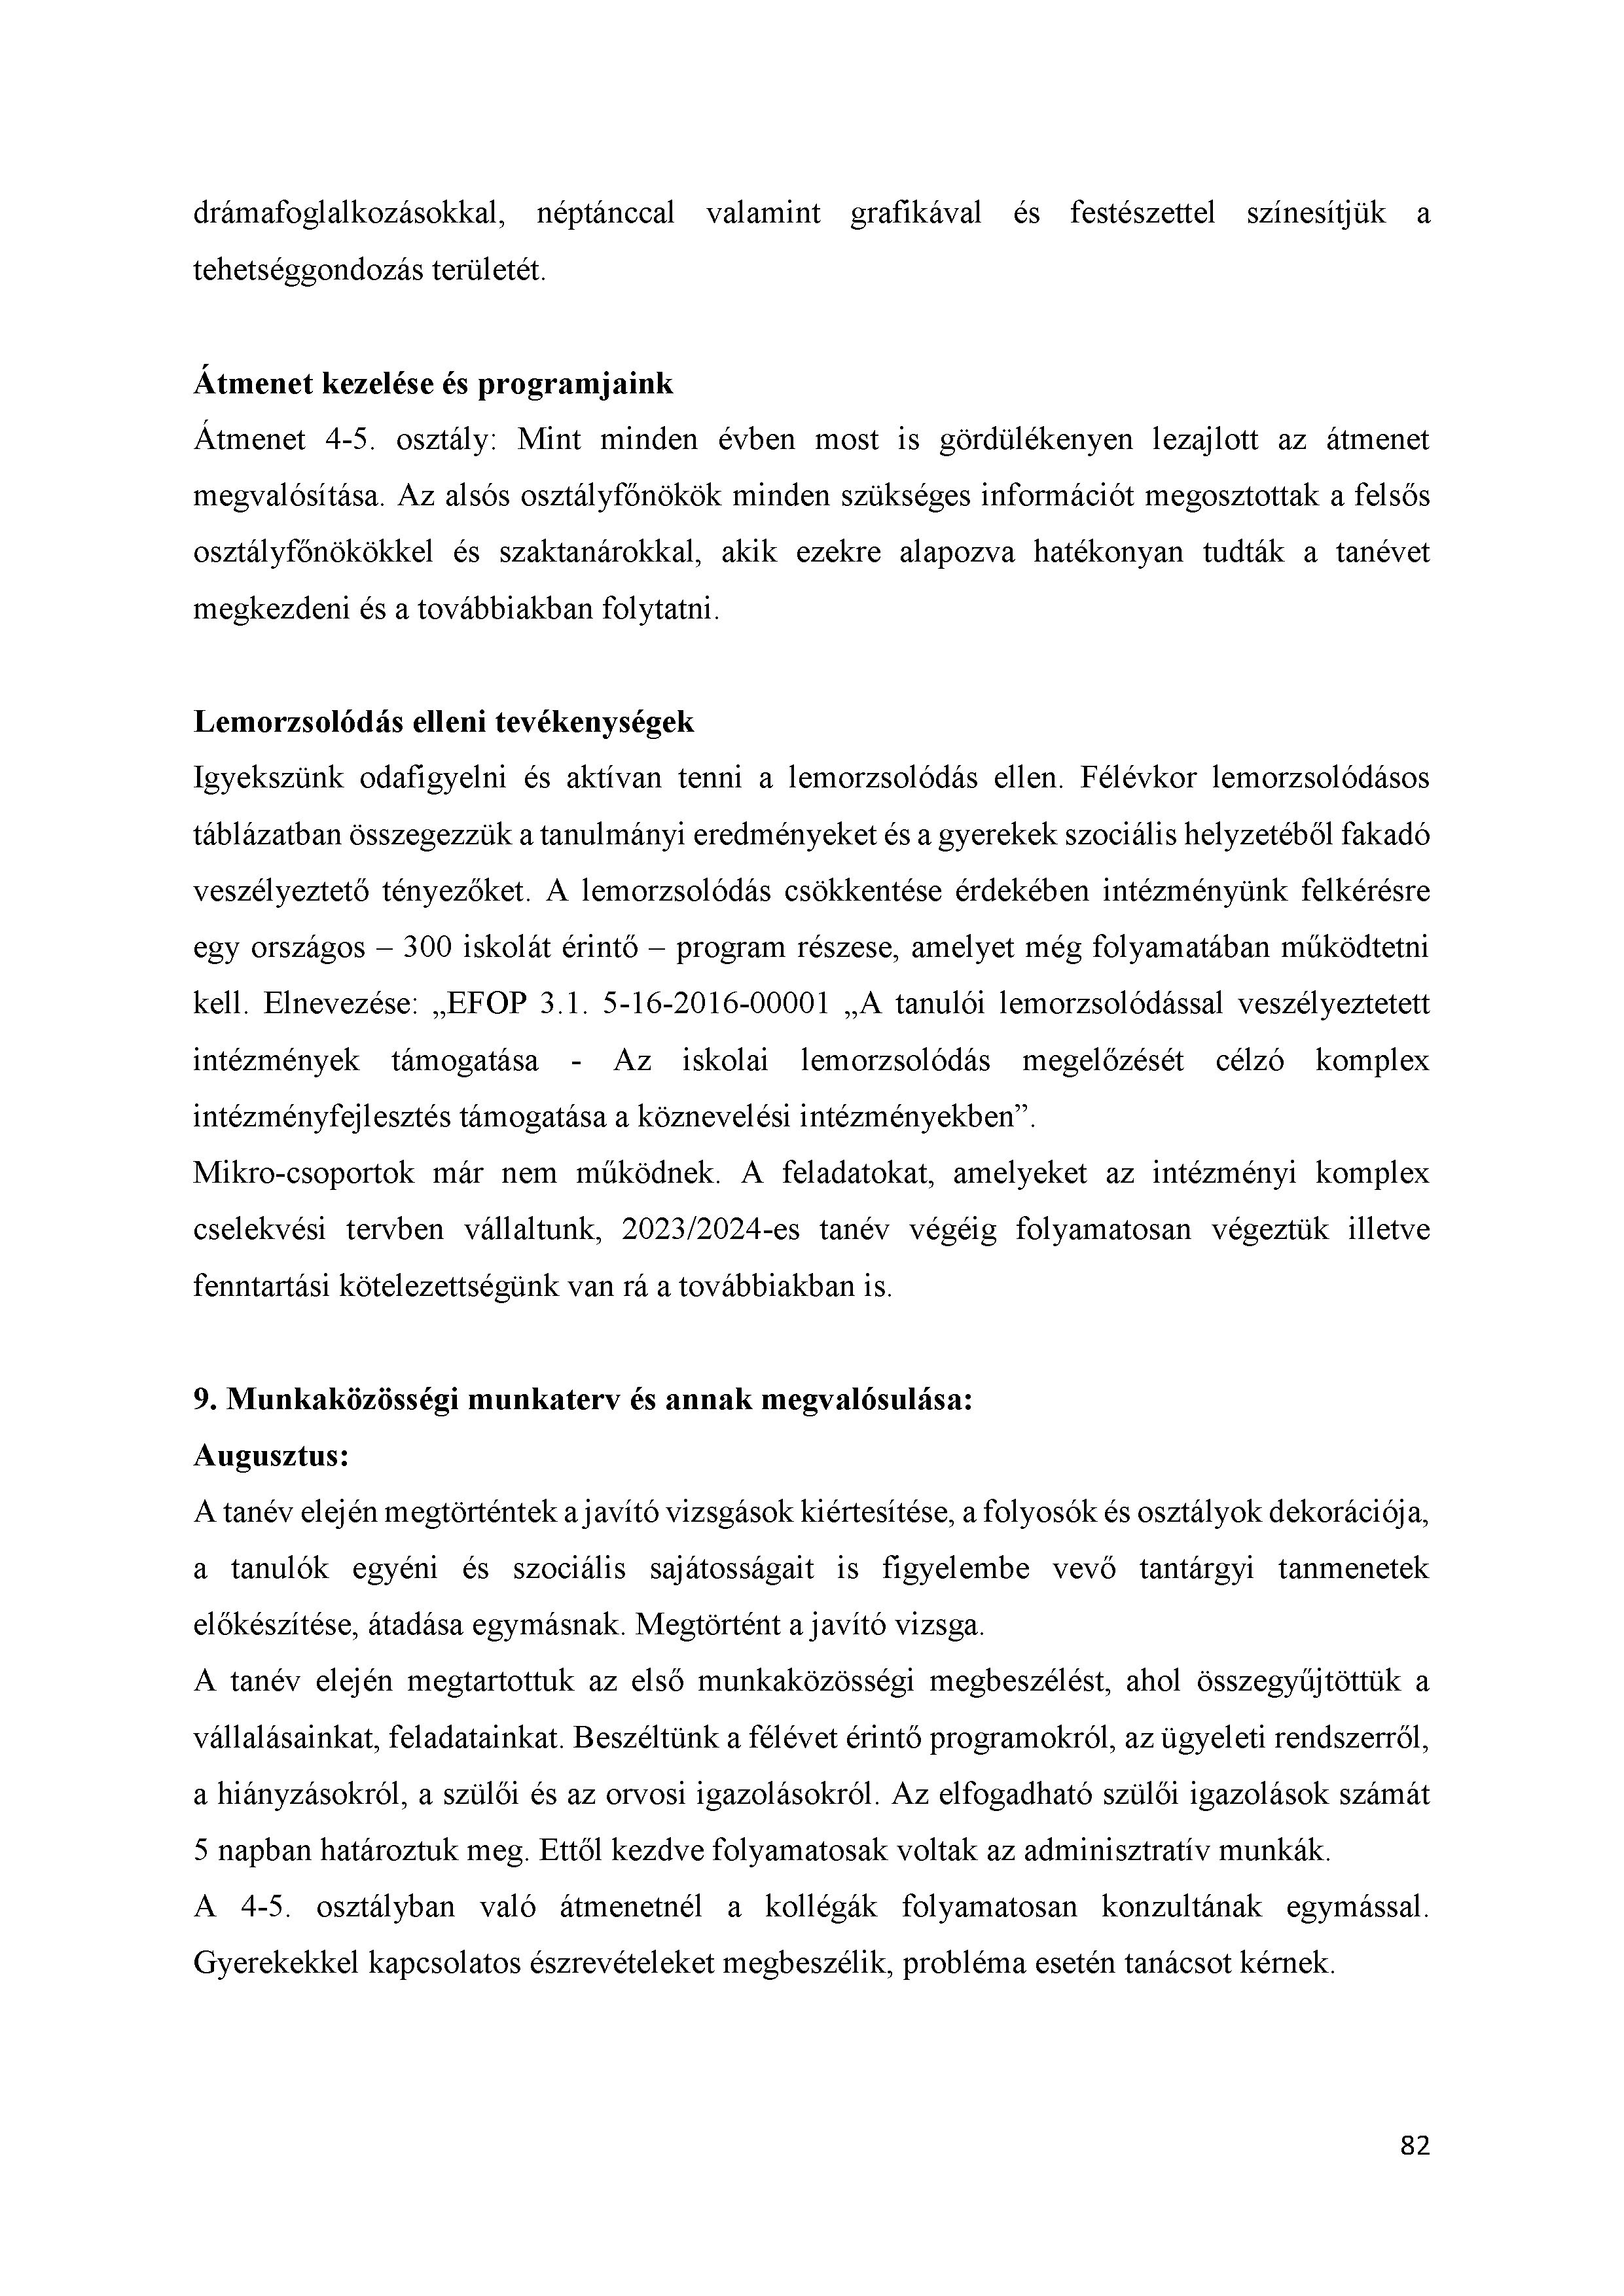 drámafoglalkozásokkal, néptánccal valamint grafikával és festészettel színesítjük a
tehetséggondozás területét.
Átmenet kezelése és programjaink
Átmenet 4-5. osztály: Mint minden évben most is gördülékenyen lezajlott az átmenet
megvalósítása. Az alsós osztályfőnökök minden szükséges információt megosztottak a felsős
osztályfőnökökkel és szaktanárokkal, akik ezekre alapozva hatékonyan tudták a tanévet
megkezdeni és a továbbiakban folytatni.
Lemorzsolódás elleni tevékenységek
Igyekszünk odafigyelni és aktívan tenni a lemorzsolódás ellen. Félévkor lemorzsolódásos
táblázatban összegezzük a tanulmányi eredményeket és a gyerekek szociális helyzetéből fakadó
veszélyeztető tényezőket. A lemorzsolódás csökkentése érdekében intézményünk felkérésre
egy országos – 300 iskolát érintő – program részese, amelyet még folyamatában működtetni
kell. Elnevezése: „EFOP 3.1. 5-16-2016-00001 „A tanulói lemorzsolódással veszélyeztetett
intézmények támogatása - Az iskolai lemorzsolódás megelőzését célzó komplex
intézményfejlesztés támogatása a köznevelési intézményekben”.
Mikro-csoportok már nem működnek. A feladatokat, amelyeket az intézményi komplex
cselekvési tervben vállaltunk, 2023/2024-es tanév végéig folyamatosan végeztük illetve
fenntartási kötelezettségünk van rá a továbbiakban is.
9. Munkaközösségi munkaterv és annak megvalósulása:
Augusztus:
A tanév elején megtörténtek a javító vizsgások kiértesítése, a folyosók és osztályok dekorációja,
a tanulók egyéni és szociális sajátosságait is figyelembe vevő tantárgyi tanmenetek
előkészítése, átadása egymásnak. Megtörtént a javító vizsga.
A tanév elején megtartottuk az első munkaközösségi megbeszélést, ahol összegyűjtöttük a
vállalásainkat, feladatainkat. Beszéltünk a félévet érintő programokról, az ügyeleti rendszerről,
a hiányzásokról, a szülői és az orvosi igazolásokról. Az elfogadható szülői igazolások számát
5 napban határoztuk meg. Ettől kezdve folyamatosak voltak az adminisztratív munkák.
A 4-5. osztályban való átmenetnél a kollégák folyamatosan konzultának egymással.
Gyerekekkel kapcsolatos észrevételeket megbeszélik, probléma esetén tanácsot kérnek.
82